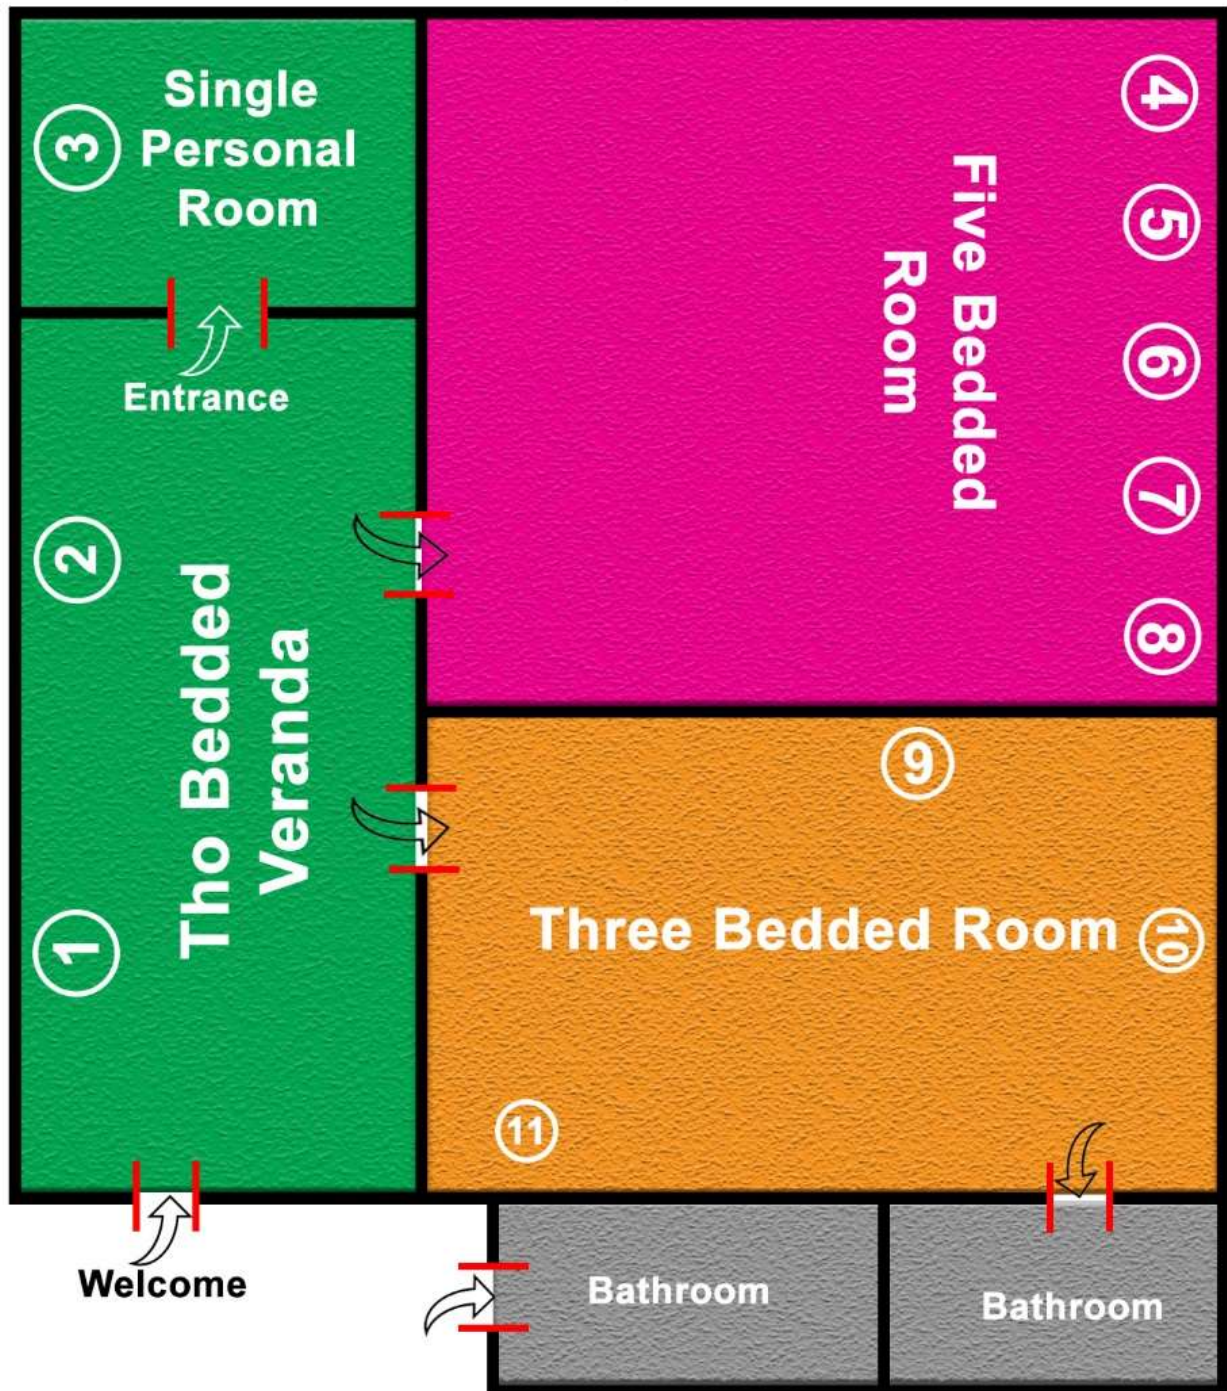 3
Single
Personal
Room
Entrance
2
Tho Bedded
Veranda
1
Welcome
Five Bedded
Room
4
5
6
7
8
9
Three Bedded Room
10
11
Bathroom
Bathroom